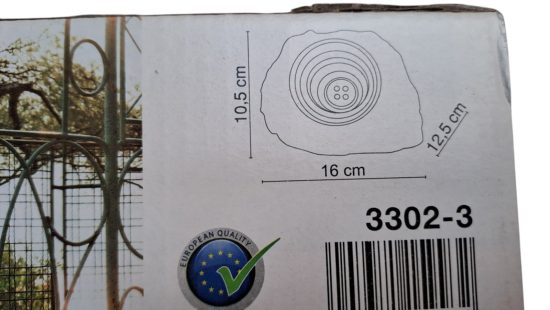 10,5 cm
12,5 cm
16 cm
3302-3
EUROPEAN QUALITY